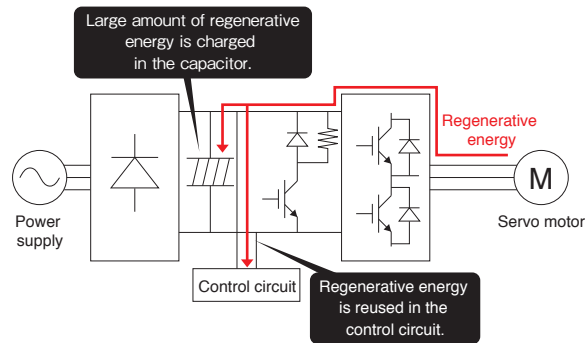 Large amount of regenerative
energy is charged
in the capacitor.
Regenerative
energy
M
Power
supply
Servo motor
Control circuit
Regenerative energy
is reused in the
control circuit.